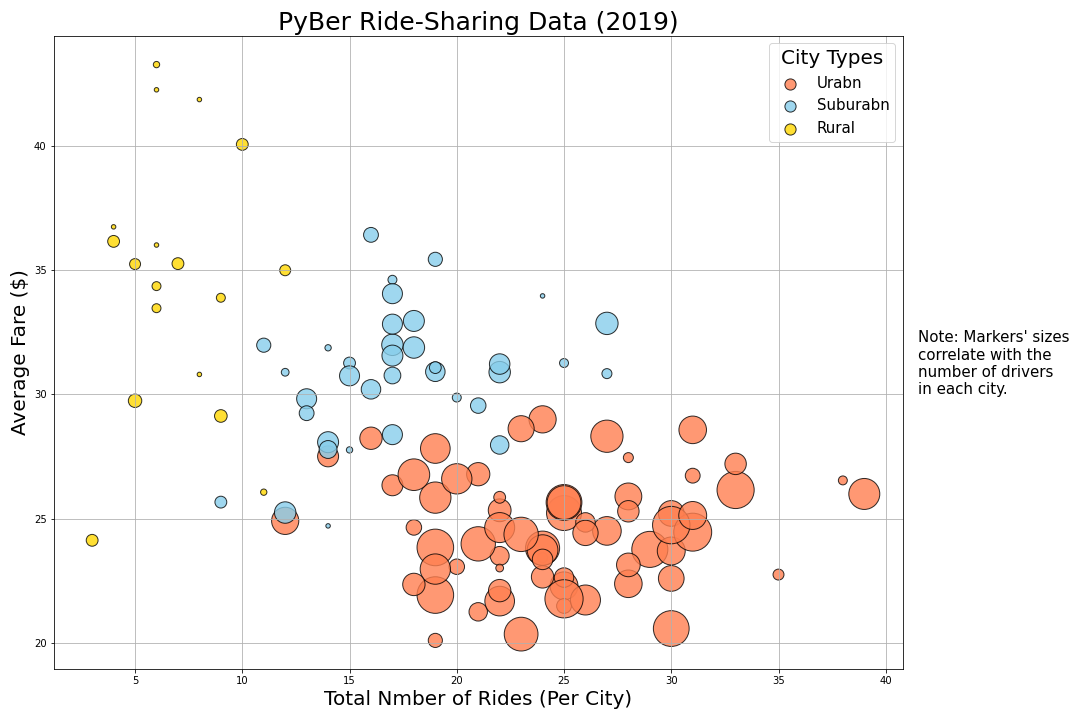 PyBer Ride-Sharing Data (2019)
City Types
Urabn
Suburabn
Rural
Average Fare ($)
40
35
30
25
20
5
10
15
20
25
30
35
40
Total Nmber of Rides (Per City)
Note: Markers' sizes
correlate with the
number of drivers
in each city.